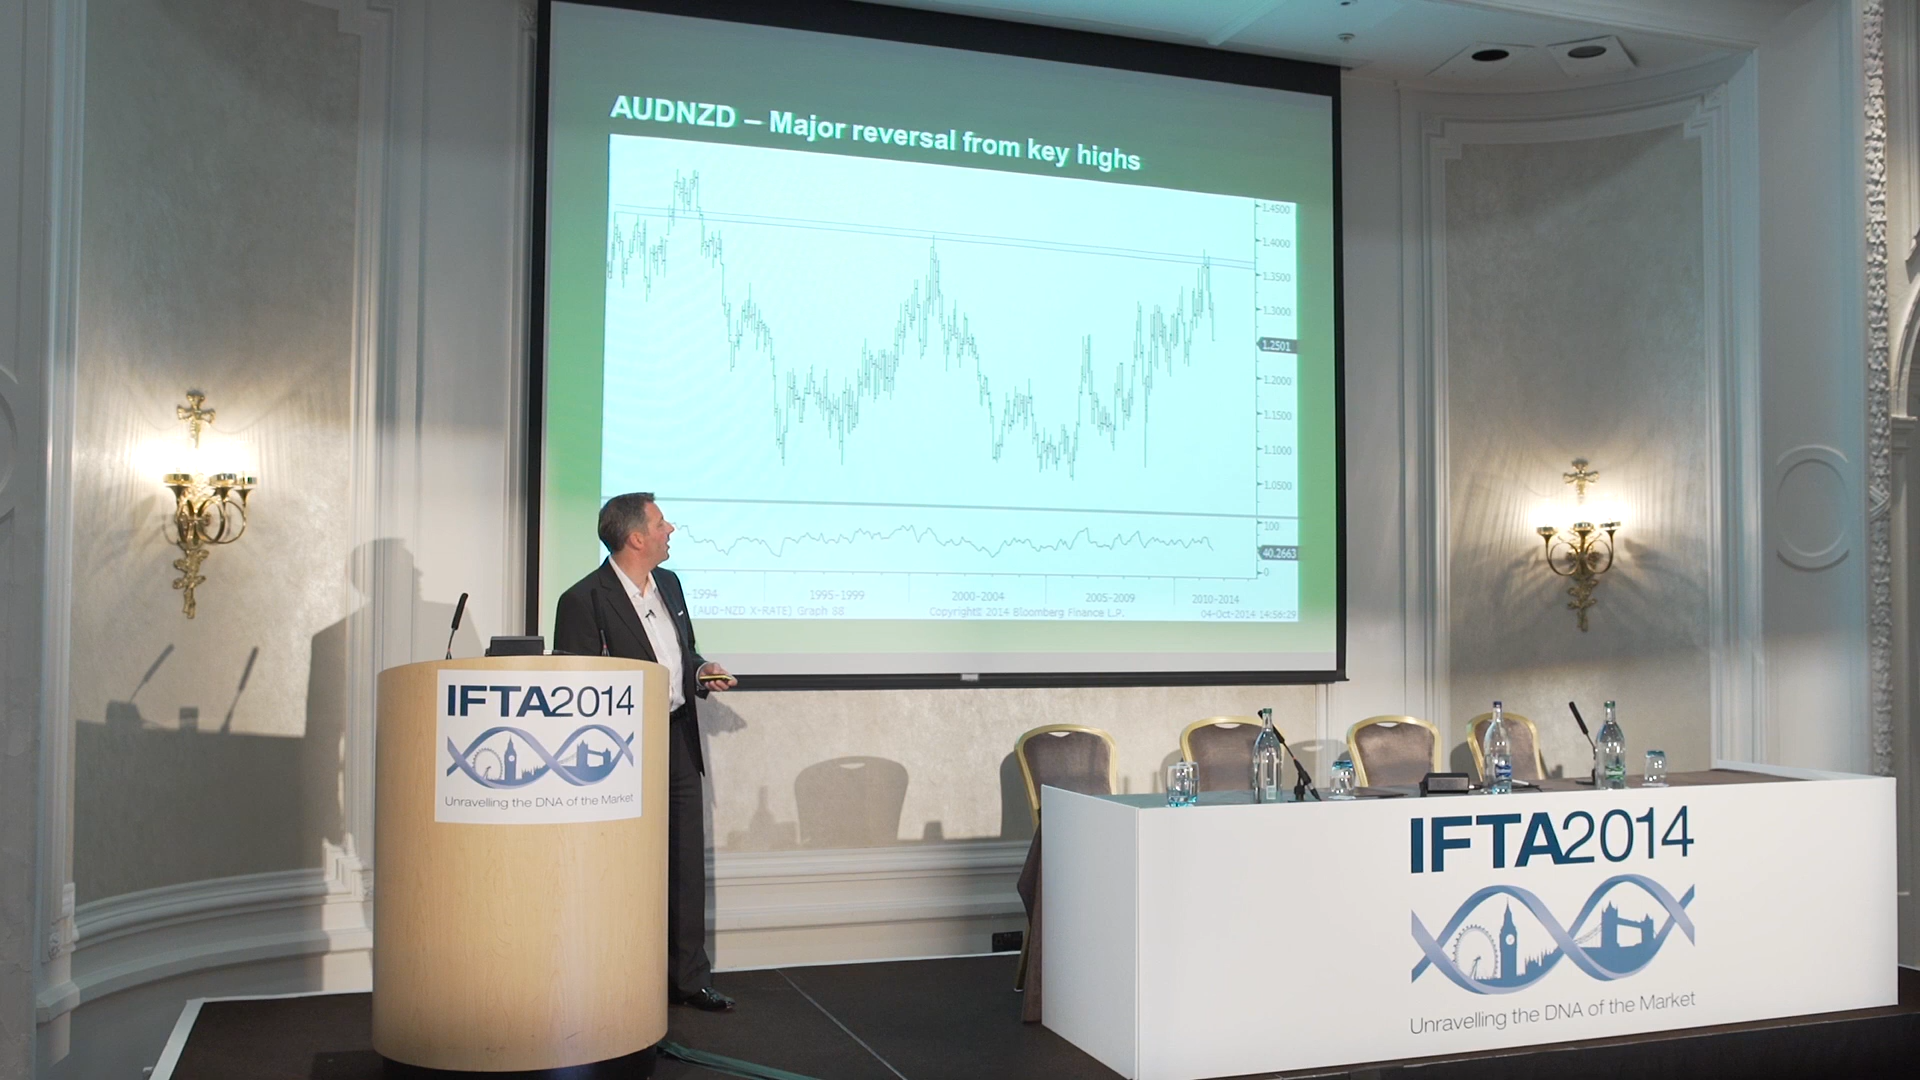 AUDNZD – Major reversal from key highs
1.4500
1.4000
1.3500
1.3000
1.2501
1.2000
1.1500
1.1000
1.0500
100
40.2663
0
-1994
1995-1999
2000-2004
2005-2009
2010-2014
(AUD-NZD X-RATE) Graph 88
Copyright© 2014 Bloomberg Finance L.P.
04-Oct-2014 14:56:29
IFTA2014
Unravelling the DNA of the Market
IFTA2014
Unravelling the DNA of the Market